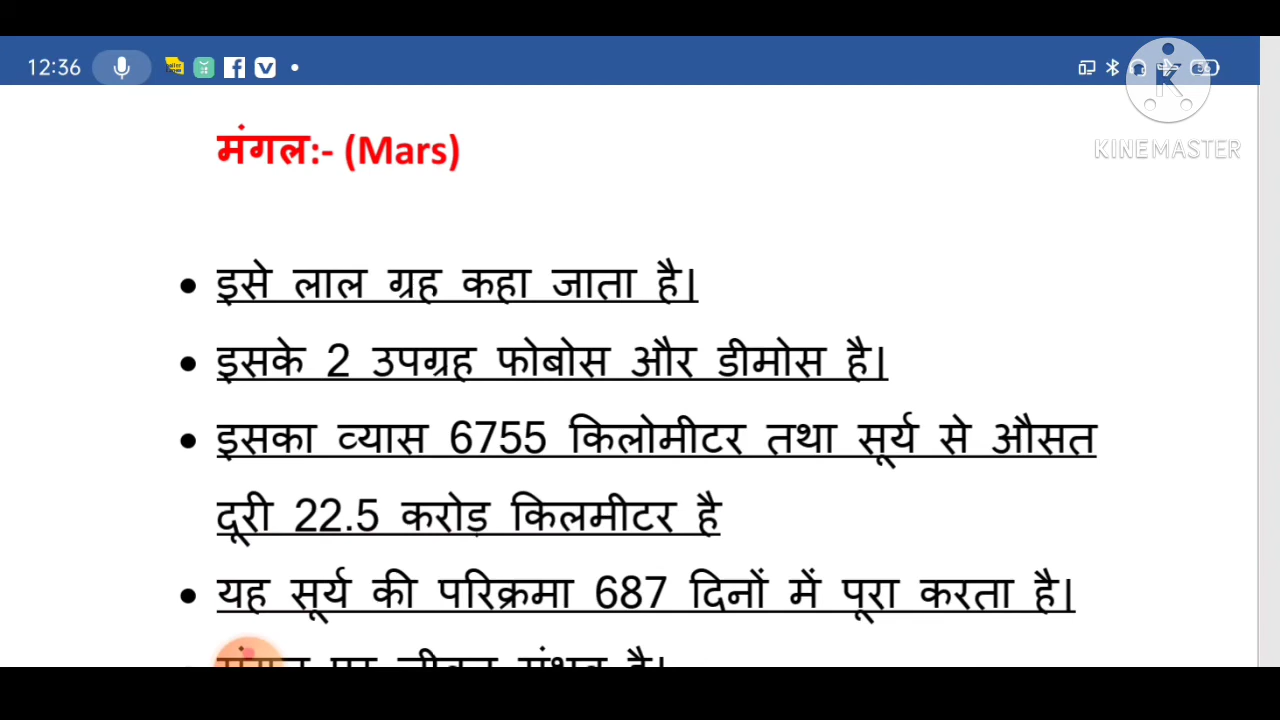 12:36
KINEMASTER
मंगल:- (Mars)
• इसे लाल ग्रह कहा जाता है।
• इसके 2 उपग्रह फोबोस और डीमोस है।
• इसका व्यास 6755 किलोमीटर तथा सूर्य से औसत
दूरी 22.5 करोड़ किलमीटर है
• यह सूर्य की परिक्रमा 687 दिनों में पूरा करता है।